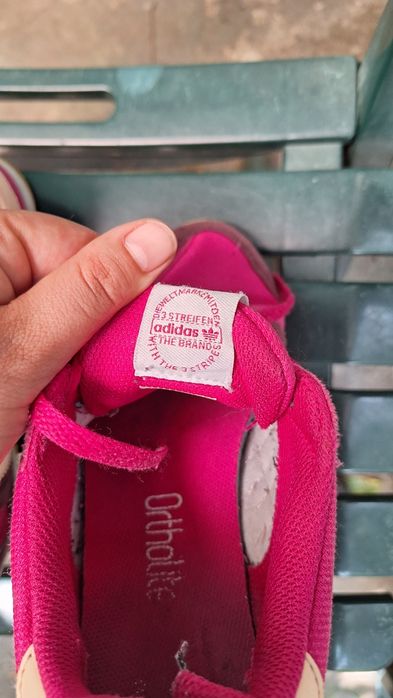 DIE WELTMARKE MIT DEN
3 STREIFEN
adidas
THE BRAND
WITH THE 3 STRIPES
Ortholite